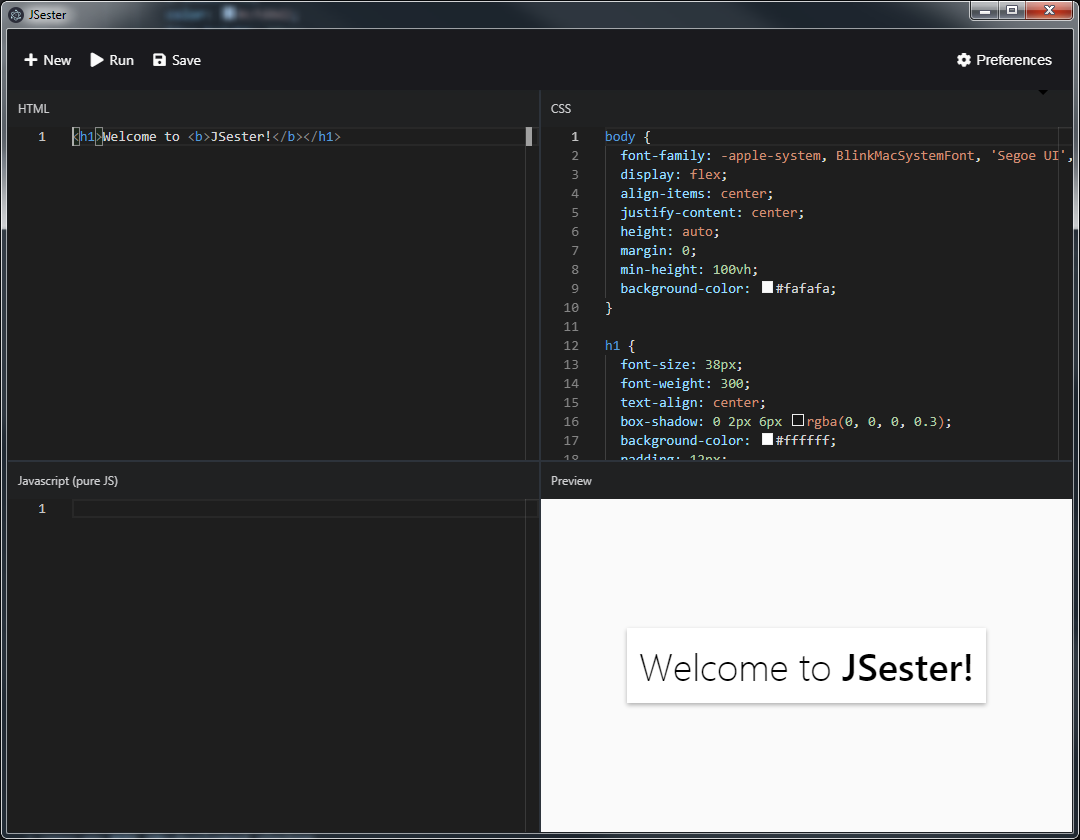 JSester
New Run Save Preferences
HTML
1 <h1>Welcome to <b>JSester!</b></h1>
CSS
1 body {
2 font-family: -apple-system, BlinkMacSystemFont, 'Segoe UI',
3 display: flex;
4 align-items: center;
5 justify-content: center;
6 height: auto;
7 margin: 0;
8 min-height: 100vh;
9 background-color: #fafafa;
10 }
11
12 h1 {
13 font-size: 38px;
14 font-weight: 300;
15 text-align: center;
16 box-shadow: 0 2px 6px rgba(0, 0, 0, 0.3);
17 background-color: #ffffff;
18 padding: 12px;
Javascript (pure JS)
1
Preview
Welcome to JSester!